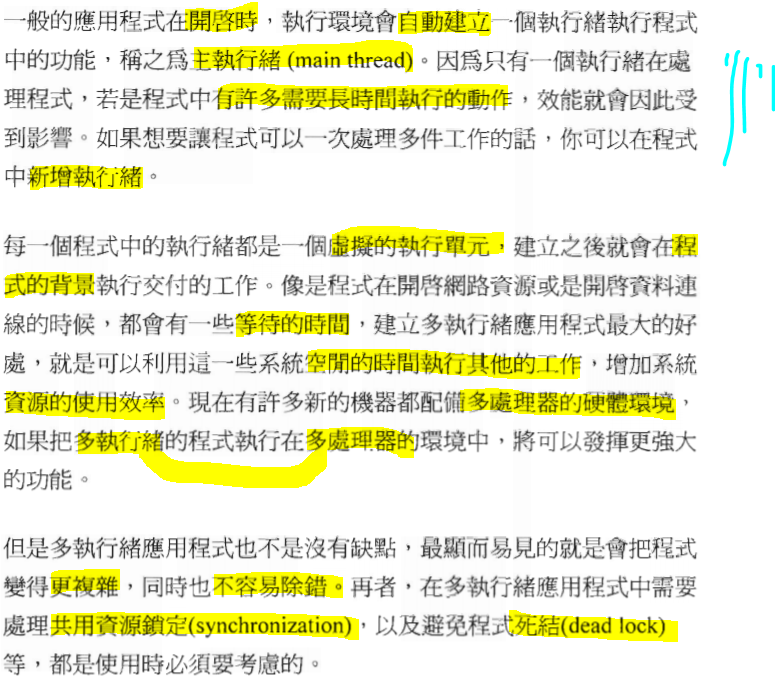 一般的應用程式在開啓時，執行環境會自動建立一個執行緒執行程式
中的功能，稱之爲主執行緒 (main thread)。因爲只有一個執行緒在處
理程式，若是程式中有許多需要長時間執行的動作，效能就會因此受
到影響。如果想要讓程式可以一次處理多件工作的話，你可以在程式
中新增執行緒。
每一個程式中的執行緒都是一個虛擬的執行單元，建立之後就會在程
式的背景執行交付的工作。像是程式在開啓網路資源或是開啓資料連
線的時候，都會有一些等待的時間，建立多執行緒應用程式最大的好
處，就是可以利用這一些系統空閒的時間執行其他的工作，增加系統
資源的使用效率。現在有許多新的機器都配備多處理器的硬體環境，
如果把多執行緒的程式執行在多處理器的環境中，將可以發揮更強大
的功能。
但是多執行緒應用程式也不是沒有缺點，最顯而易見的就是會把程式
變得更複雜，同時也不容易除錯。再者，在多執行緒應用程式中需要
處理共用資源鎖定(synchronization)，以及避免程式死結(dead lock)
等，都是使用時必須要考慮的。